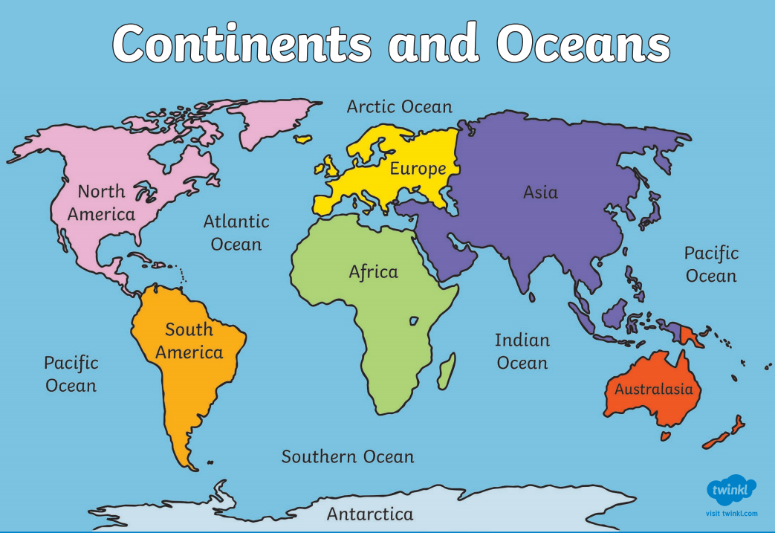 Continents and Oceans
Arctic Ocean
Europe
Asia
North
America
Atlantic
Ocean
Pacific
Ocean
Africa
South
America
Indian
Ocean
Pacific
Ocean
Australasia
Southern Ocean
Antarctica
twinkl
visit twinkl.com